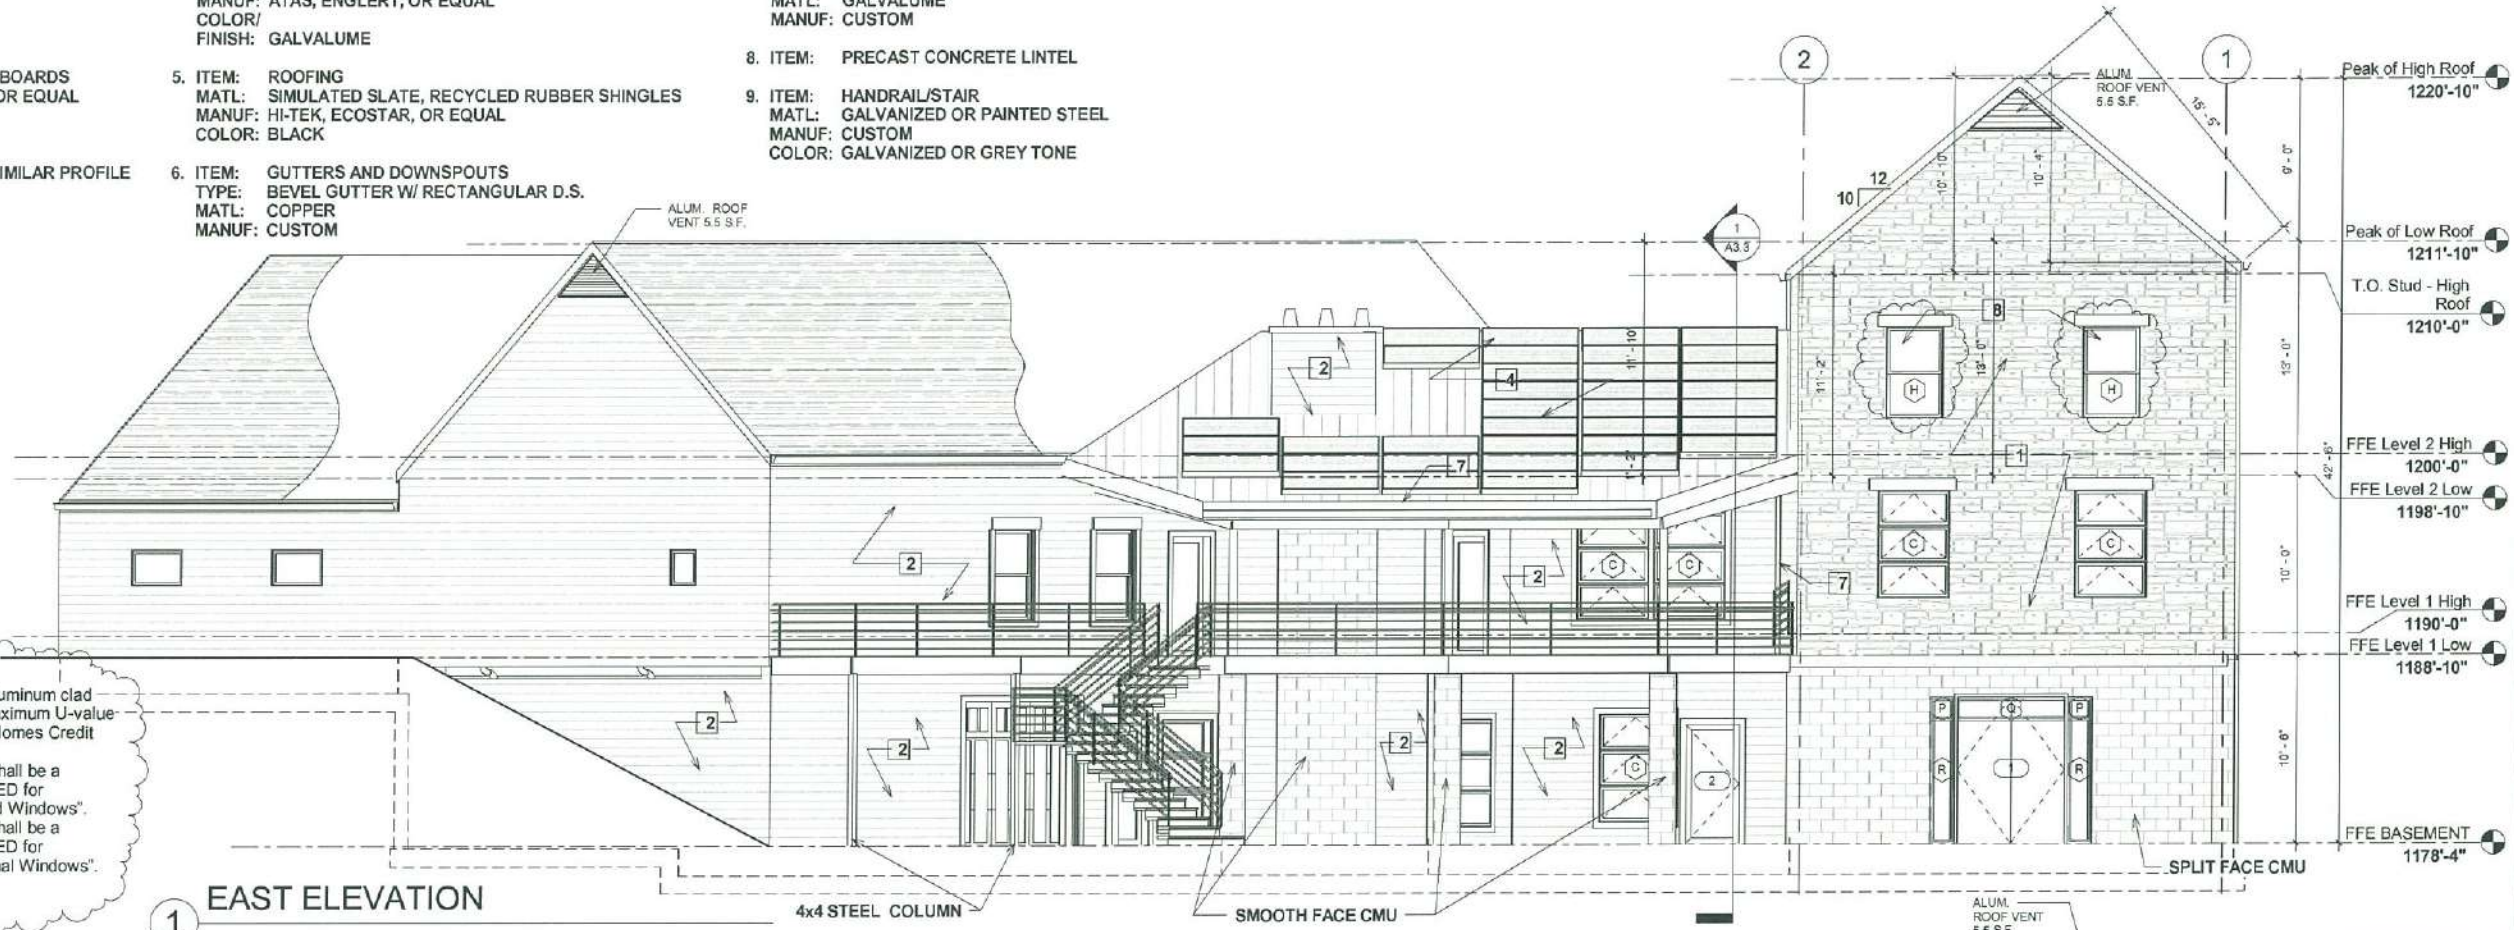 MANUF: ATAS, ENGLERT, OR EQUAL
COLOR/
FINISH: GALVALUME
BOARDS
OR EQUAL
IMILAR PROFILE
5. ITEM: ROOFING
MATL: SIMULATED SLATE, RECYCLED RUBBER SHINGLES
MANUF: HI-TEK, ECOSTAR, OR EQUAL
COLOR: BLACK
6. ITEM: GUTTERS AND DOWNSPOUTS
TYPE: BEVEL GUTTER W/ RECTANGULAR D.S.
MATL: COPPER
MANUF: CUSTOM
MATL: GALVALUME
MANUF: CUSTOM
8. ITEM: PRECAST CONCRETE LINTEL
9. ITEM: HANDRAIL/STAIR
MATL: GALVANIZED OR PAINTED STEEL
MANUF: CUSTOM
COLOR: GALVANIZED OR GREY TONE
ALUM. ROOF
VENT 5.5 S.F.
2
1
ALUM.
ROOF VENT
5.5 S.F.
15' - 6"
10' - 10"
10' - 4"
12
10
1
A3.3
Peak of High Roof
1220'-10"
9' - 0"
Peak of Low Roof
1211'-10"
T.O. Stud - High
Roof
1210'-0"
13' - 0"
FFE Level 2 High
1200'-0"
42' - 6"
FFE Level 2 Low
1198'-10"
10' - 0"
FFE Level 1 High
1190'-0"
FFE Level 1 Low
1188'-10"
10' - 6"
FFE BASEMENT
1178'-4"
2
4
11' - 10"
11' - 2"
13' - 0"
8
H
H
1
7
1' - 2"
2
2
C
C
7
C
C
2
2
2
2
C
2
P
Q
P
R
1
R
uminum clad
ximum U-value
Homes Credit
hall be a
ED for
d Windows".
hall be a
ED for
al Windows".
1
EAST ELEVATION
4x4 STEEL COLUMN
SMOOTH FACE CMU
SPLIT FACE CMU
ALUM.
ROOF VENT
5.5 S.F.